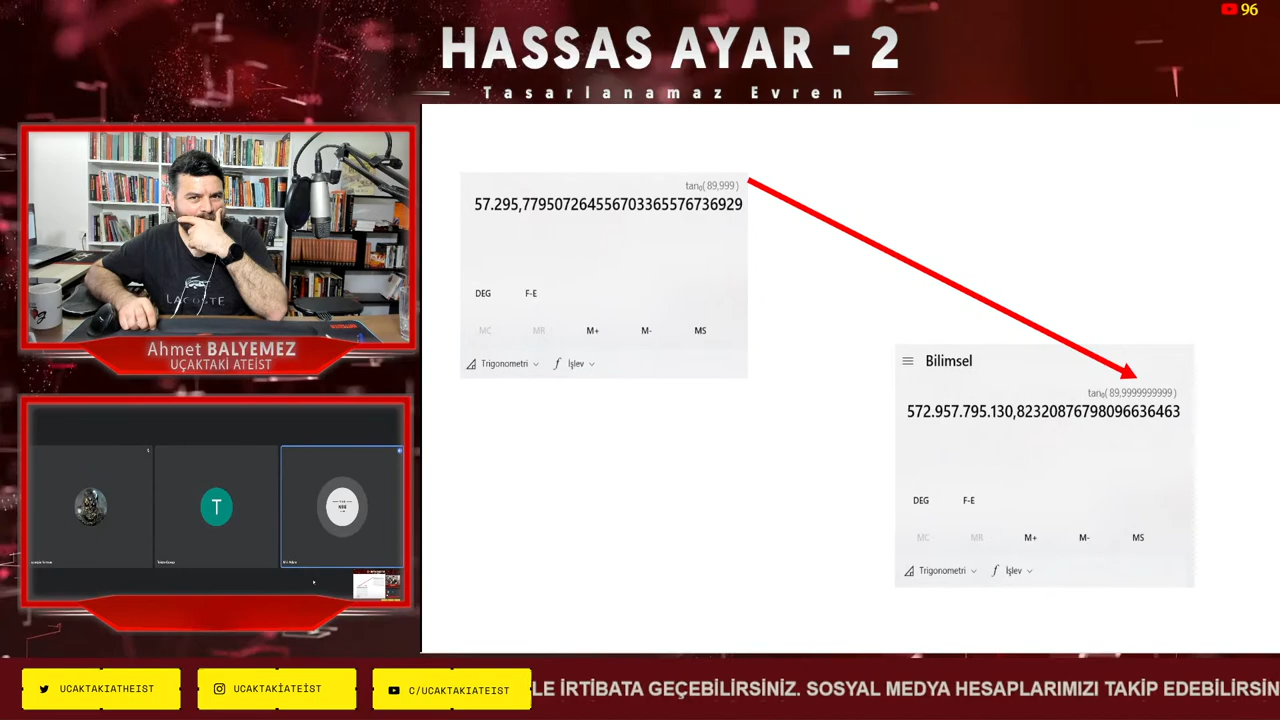 96
HASSAS AYAR - 2
Tasarlanamaz Evren
tan₀( 89,999 )
57.295,779507264556703365576736929
DEG F-E
MC MR M+ M- MS
Trigonometri f İşlev
LACOSTE
Ahmet BALYEMEZ
UÇAKTAKİ ATEİST
Bilimsel
tan₀( 89,9999999999 )
572.957.795.130,82320876798096636463
DEG F-E
MC MR M+ M- MS
Trigonometri f İşlev
T
UCAKTAKIATHEIST
UCAKTAKİATEİST
C/UCAKTAKIATEIST
LE İRTİBATA GEÇEBİLİRSİNİZ. SOSYAL MEDYA HESAPLARIMIZI TAKİP EDEBİLİRSİN